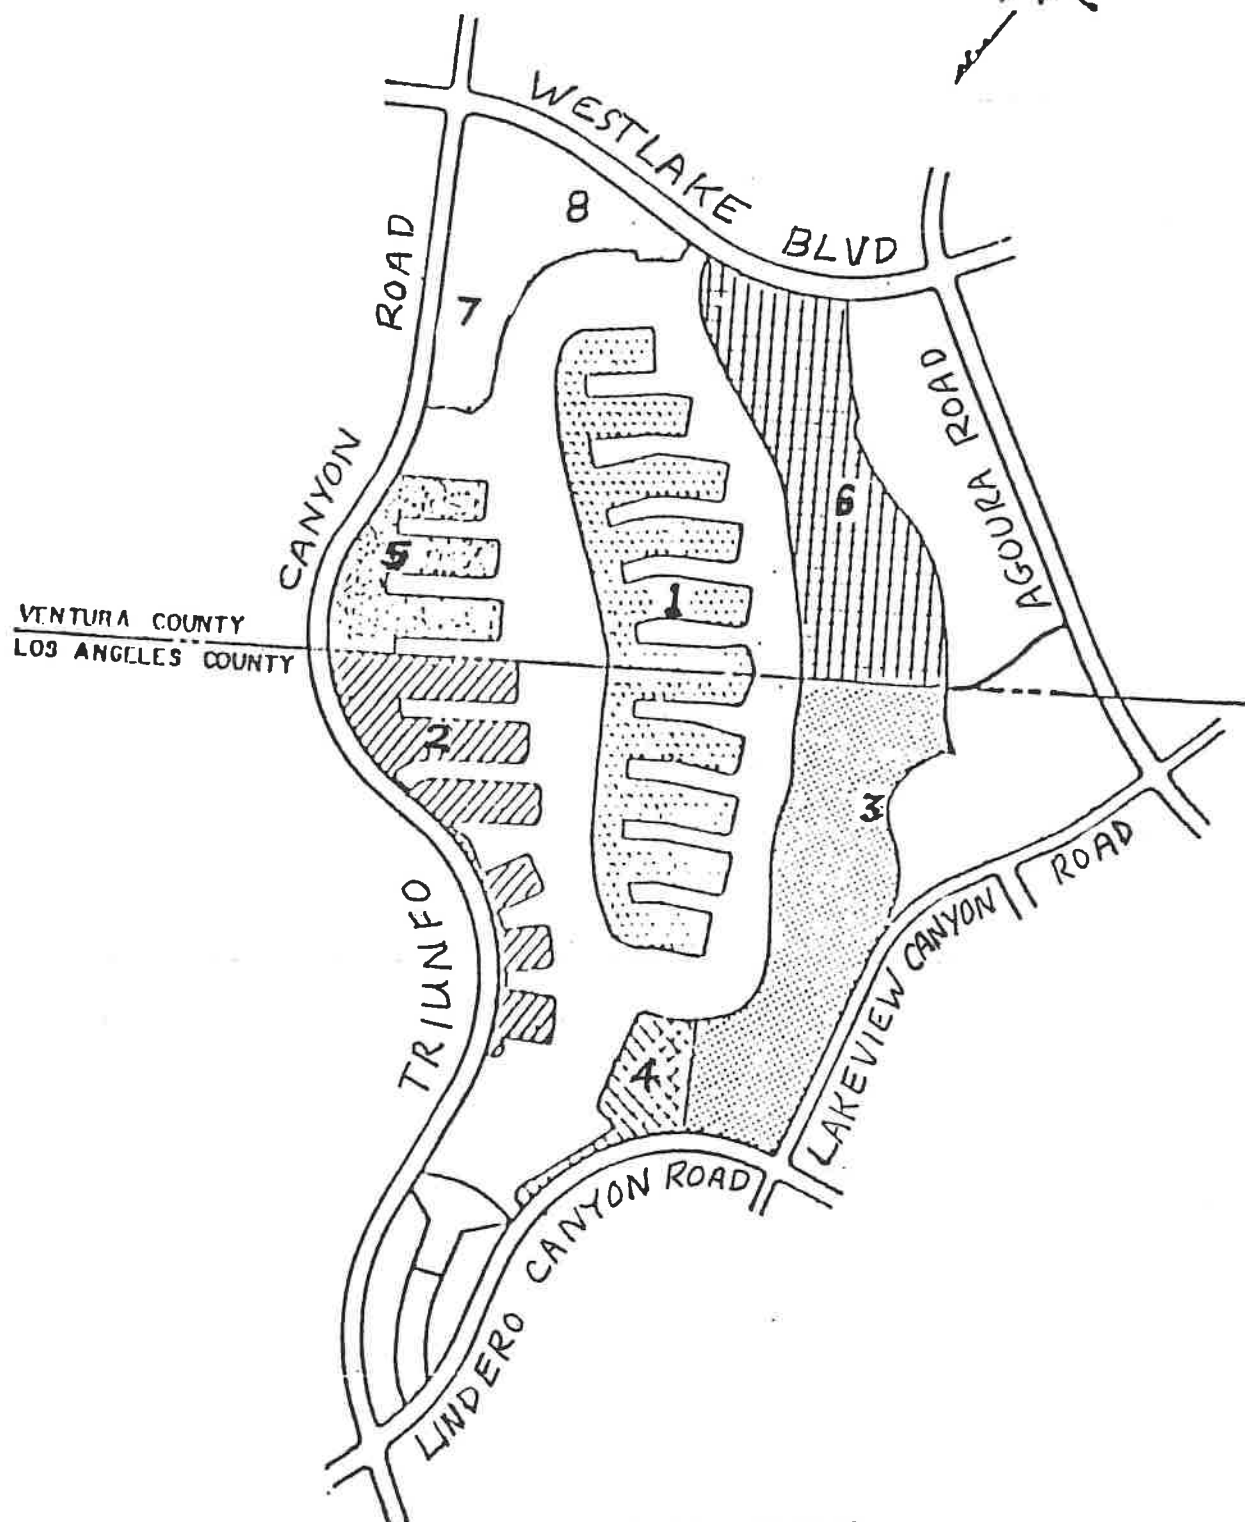 WESTLAKE BLVD
8
CANYON ROAD
7
AGOURA ROAD
6
5
1
VENTURA COUNTY
LOS ANGELES COUNTY
2
3
TRIUNFO
LAKEVIEW CANYON ROAD
4
LINDERO CANYON ROAD